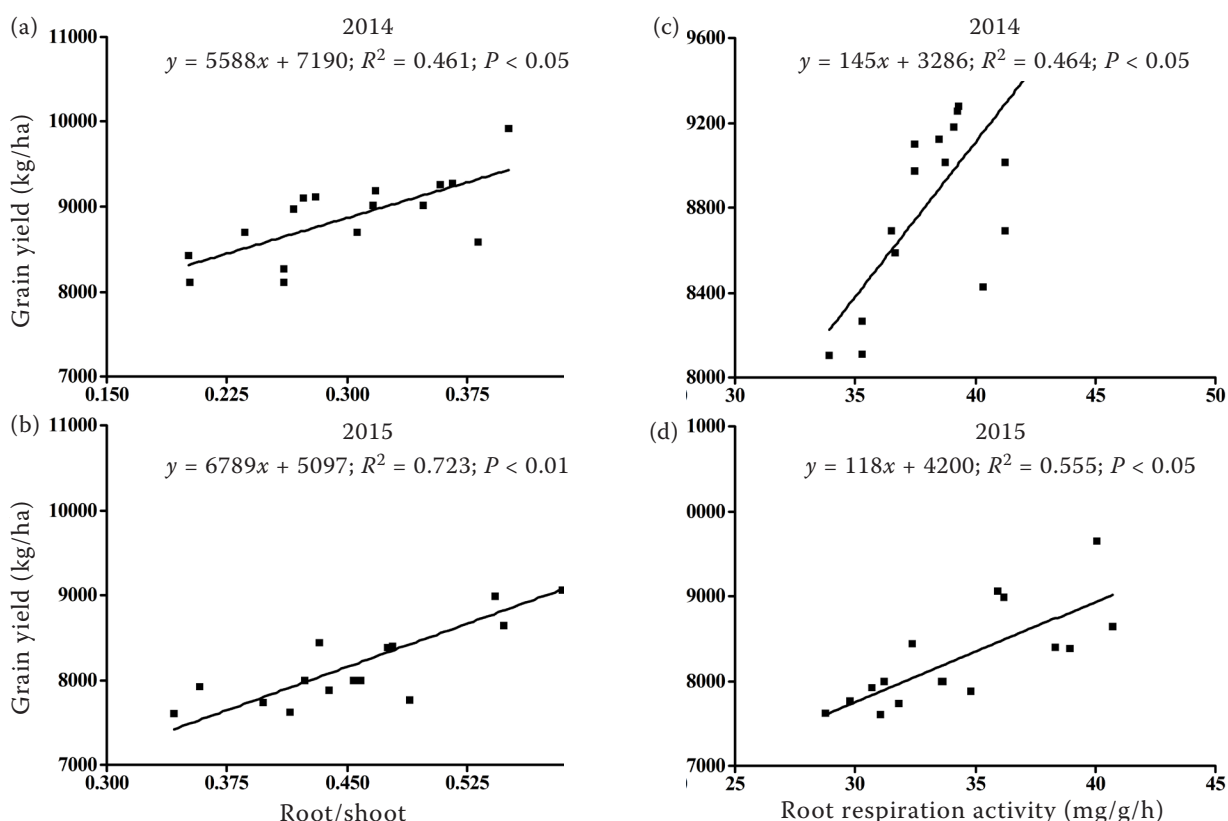 (a)
2014
y = 5588x + 7190; R² = 0.461; P < 0.05
Grain yield (kg/ha)
11000
10000
9000
8000
7000
0.150 0.225 0.300 0.375
(c)
2014
y = 145x + 3286; R² = 0.464; P < 0.05
9600
9200
8800
8400
8000
30 35 40 45 50
(b)
2015
y = 6789x + 5097; R² = 0.723; P < 0.01
Grain yield (kg/ha)
11000
10000
9000
8000
7000
0.300 0.375 0.450 0.525
Root/shoot
(d)
2015
y = 118x + 4200; R² = 0.555; P < 0.05
1000
0000
9000
8000
7000
25 30 35 40 45
Root respiration activity (mg/g/h)